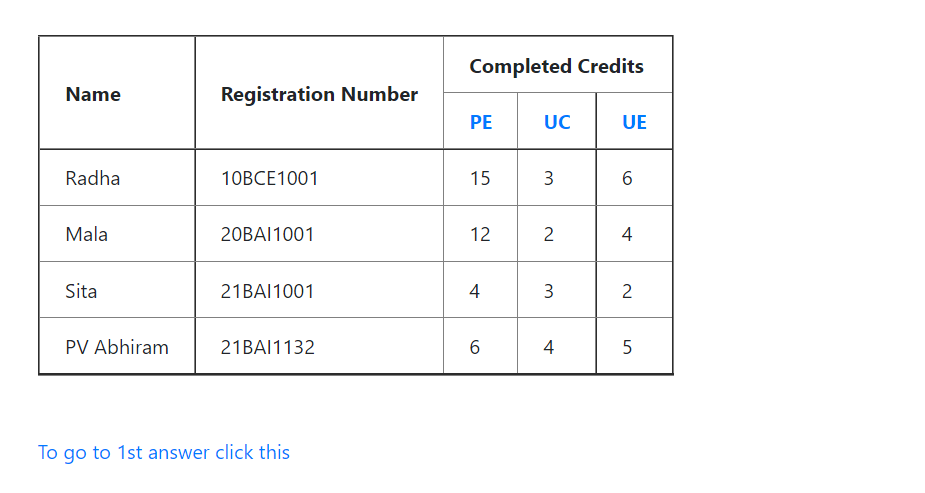 Name Registration Number Completed Credits
PE UC UE
Radha 10BCE1001 15 3 6
Mala 20BAI1001 12 2 4
Sita 21BAI1001 4 3 2
PV Abhiram 21BAI1132 6 4 5
To go to 1st answer click this